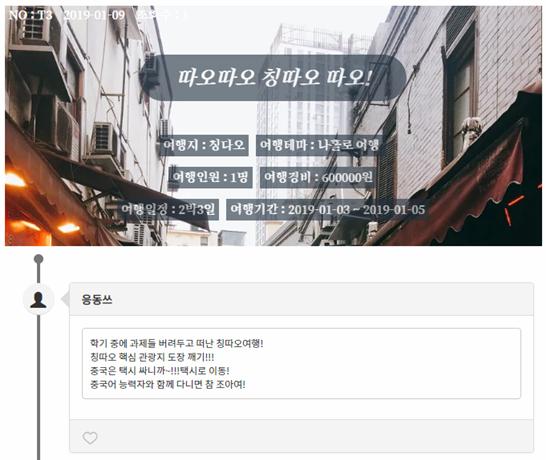 NO : T3 2019-01-09 조회수 : 1
따오따오 칭따오 따오!
여행지 : 칭다오 여행테마 : 나홀로 여행
여행인원 : 1명 여행경비 : 600000원
여행일정 : 2박3일 여행기간 : 2019-01-03 ~ 2019-01-05
응동쓰
학기 중에 과제들 버려두고 떠난 칭따오여행!
칭따오 핵심 관광지 도장 깨기!!!
중국은 택시 싸니까~!!!택시로 이동!
중국어 능력자와 함께 다니면 참 조아여!